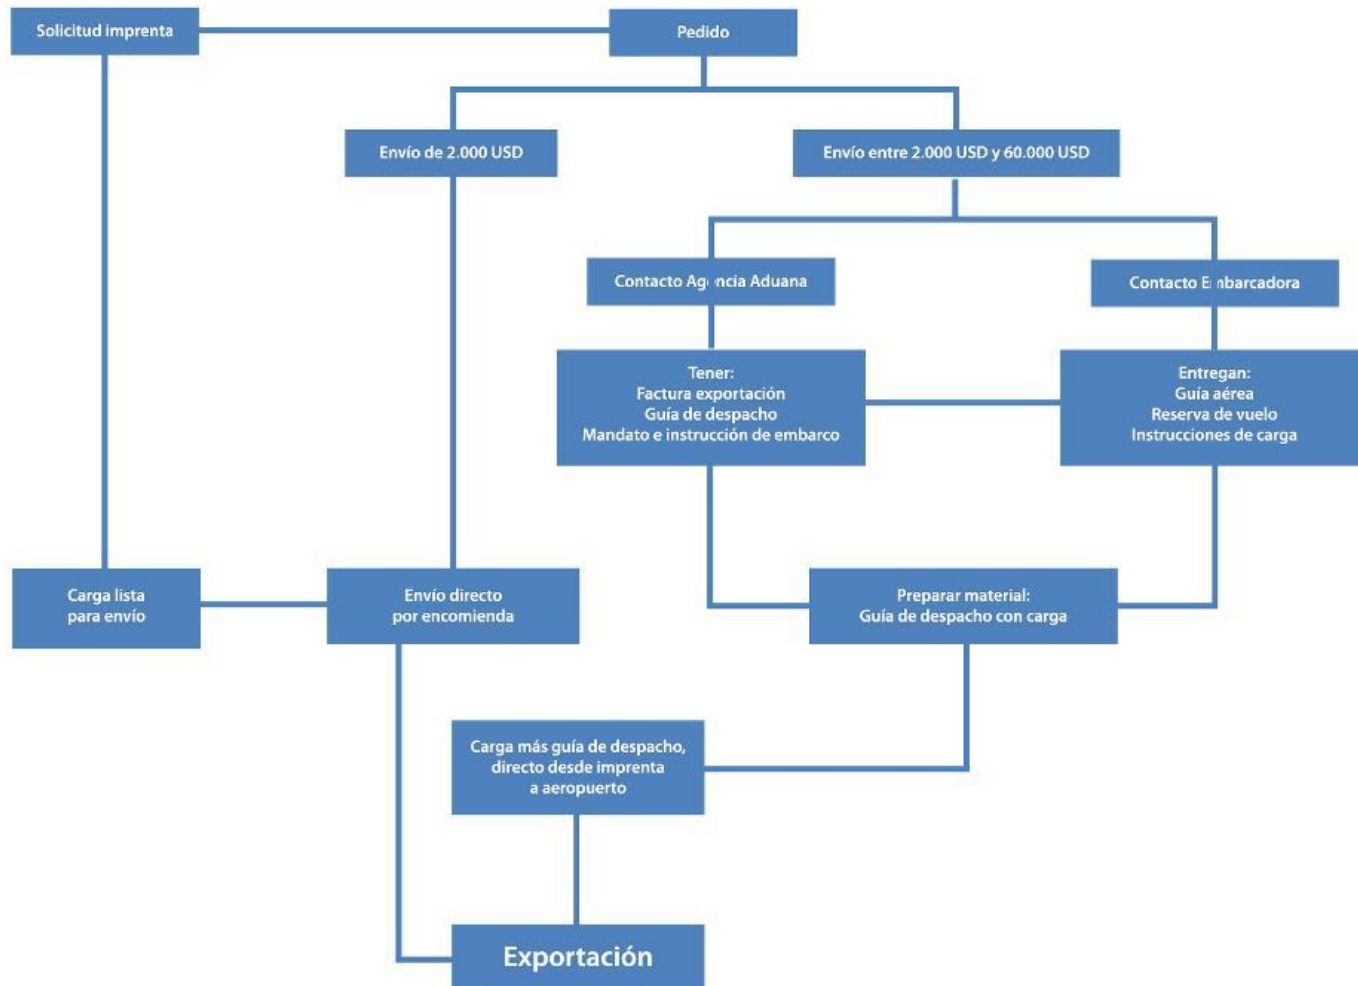 Solicitud imprenta
Pedido
Envío de 2.000 USD
Envío entre 2.000 USD y 60.000 USD
Contacto Agencia Aduana
Contacto Embarcadora
Tener:
Factura exportación
Guía de despacho
Mandato e instrucción de embarco
Entregan:
Guía aérea
Reserva de vuelo
Instrucciones de carga
Carga lista
para envío
Envío directo
por encomienda
Preparar material:
Guía de despacho con carga
Carga más guía de despacho,
directo desde imprenta
a aeropuerto
Exportación